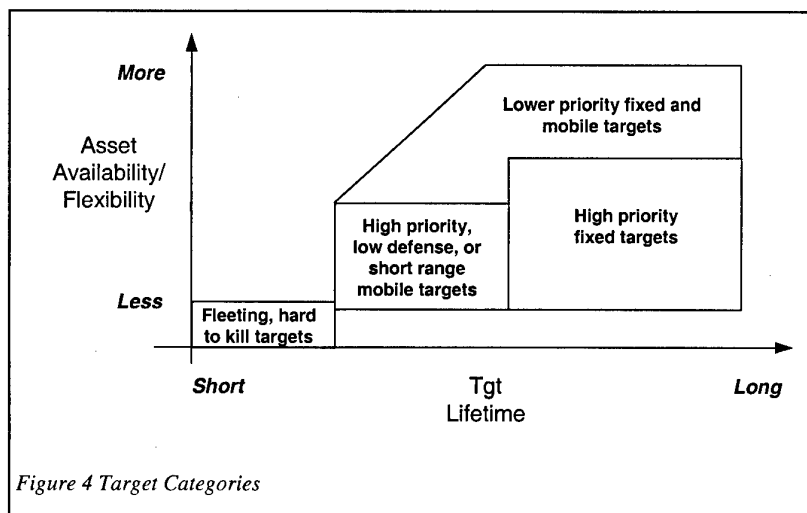 More
Asset
Availability/
Flexibility
Less
Lower priority fixed and
mobile targets
High priority,
low defense, or
short range
mobile targets
High priority
fixed targets
Fleeting, hard
to kill targets
Short
Tgt
Lifetime
Long
Figure 4 Target Categories